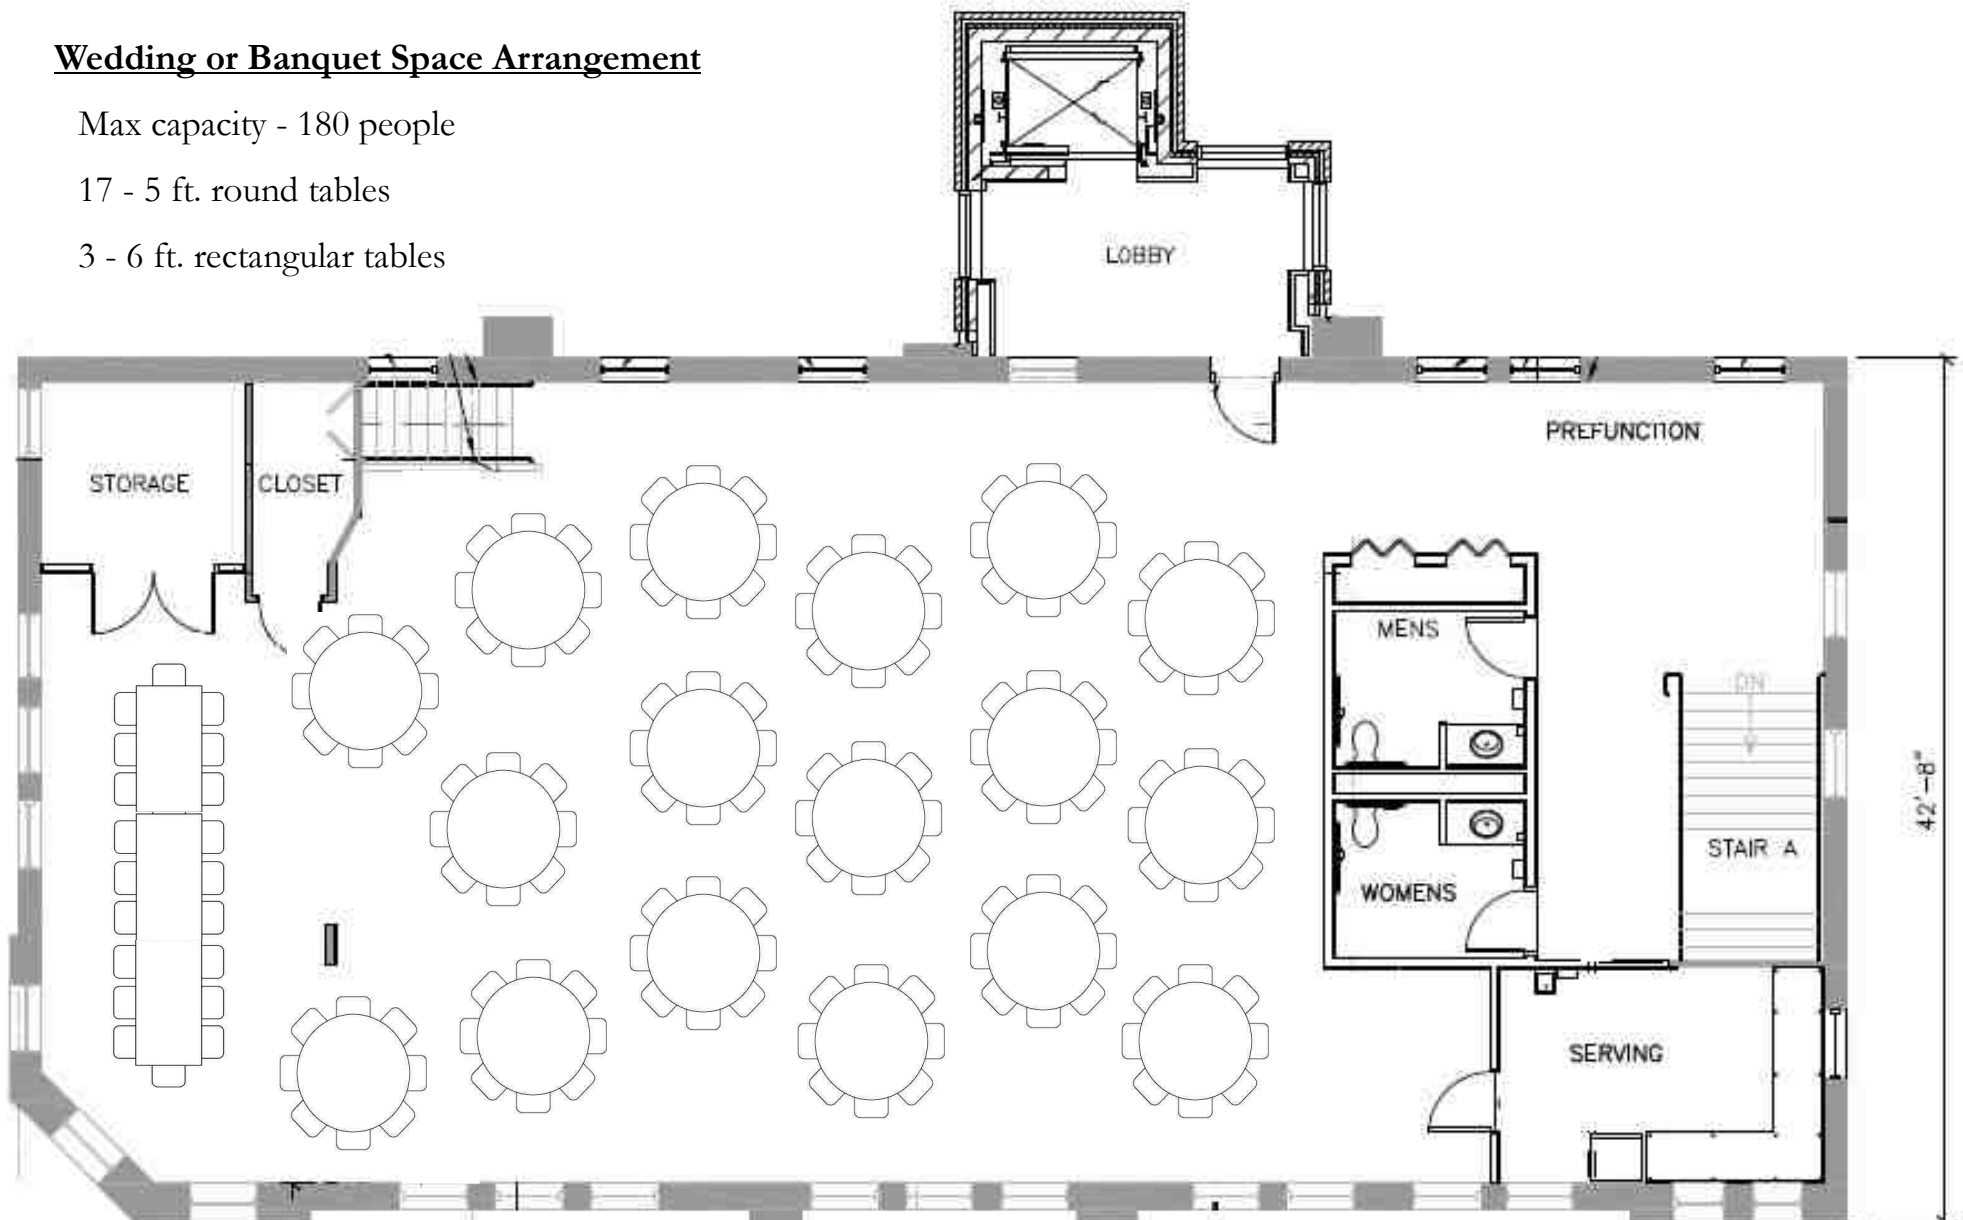 Wedding or Banquet Space Arrangement
Max capacity - 180 people
17 - 5 ft. round tables
3 - 6 ft. rectangular tables
LOBBY
PREFUNCTION
STORAGE
CLOSET
MENS
DN
42'-8"
STAIR A
WOMENS
SERVING